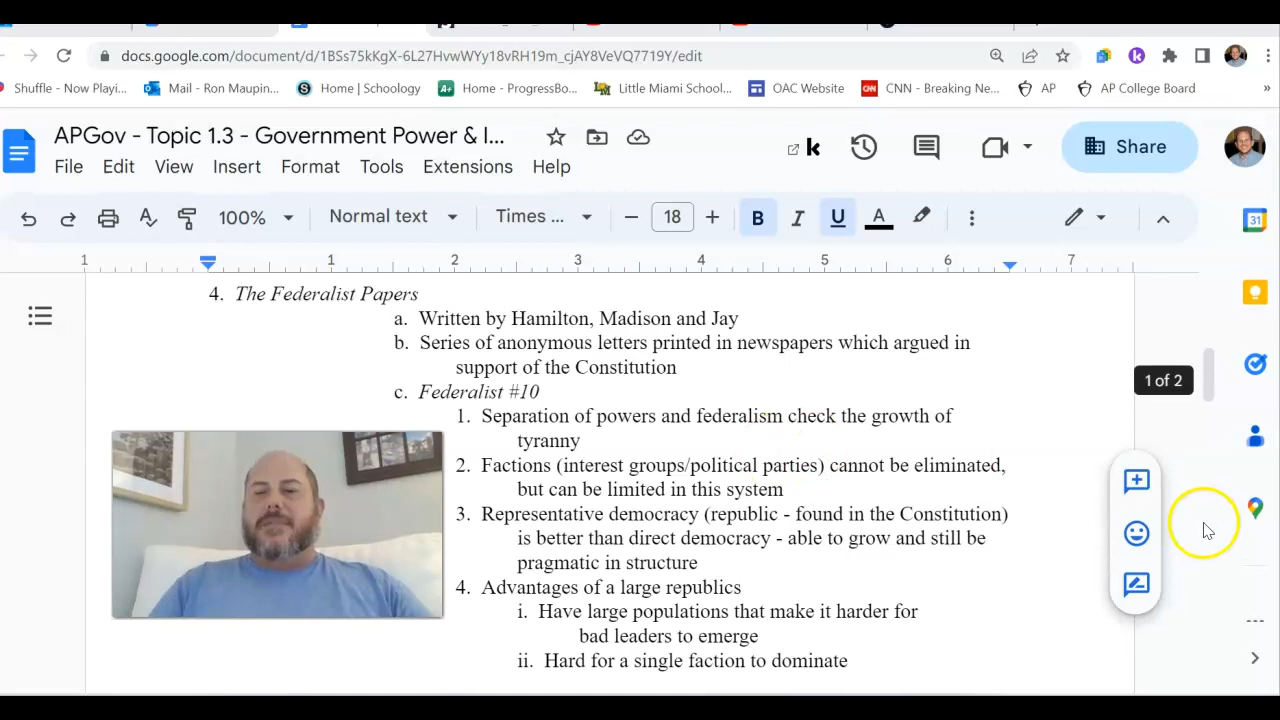 docs.google.com/document/d/1BSs75kKgX-6L27HvwWYy18vRH19m_cjAY8VeVQ7719Y/edit
Shuffle - Now Playi... Mail - Ron Maupin... Home | Schoology Home - ProgressBo... Little Miami School... OAC Website CNN - Breaking Ne... AP AP College Board »
APGov - Topic 1.3 - Government Power & I...
k
Share
File Edit View Insert Format Tools Extensions Help
100% Normal text Times ... 18 B I U A
1 1 2 3 4 5 6 7
4. The Federalist Papers
a. Written by Hamilton, Madison and Jay
b. Series of anonymous letters printed in newspapers which argued in
support of the Constitution
1 of 2
c. Federalist #10
1. Separation of powers and federalism check the growth of
tyranny
2. Factions (interest groups/political parties) cannot be eliminated,
but can be limited in this system
3. Representative democracy (republic - found in the Constitution)
is better than direct democracy - able to grow and still be
pragmatic in structure
4. Advantages of a large republics
i. Have large populations that make it harder for
bad leaders to emerge
ii. Hard for a single faction to dominate